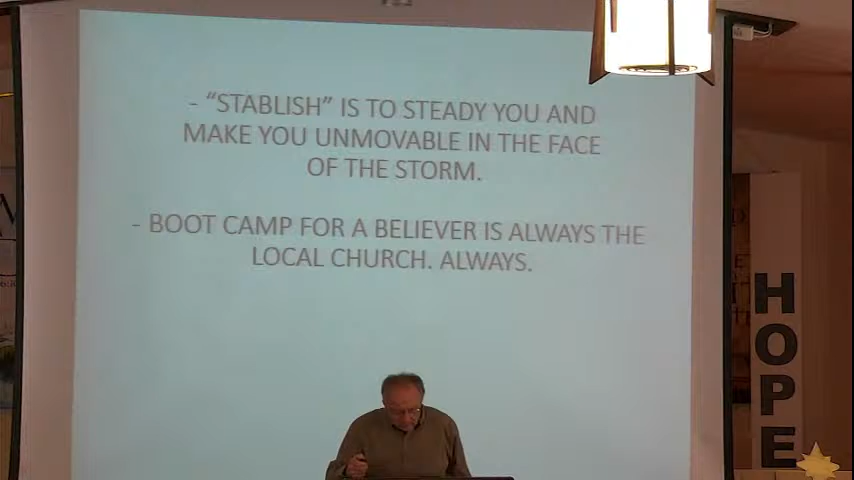 - “STABLISH” IS TO STEADY YOU AND
MAKE YOU UNMOVABLE IN THE FACE
OF THE STORM.
- BOOT CAMP FOR A BELIEVER IS ALWAYS THE
LOCAL CHURCH. ALWAYS.
HOPE